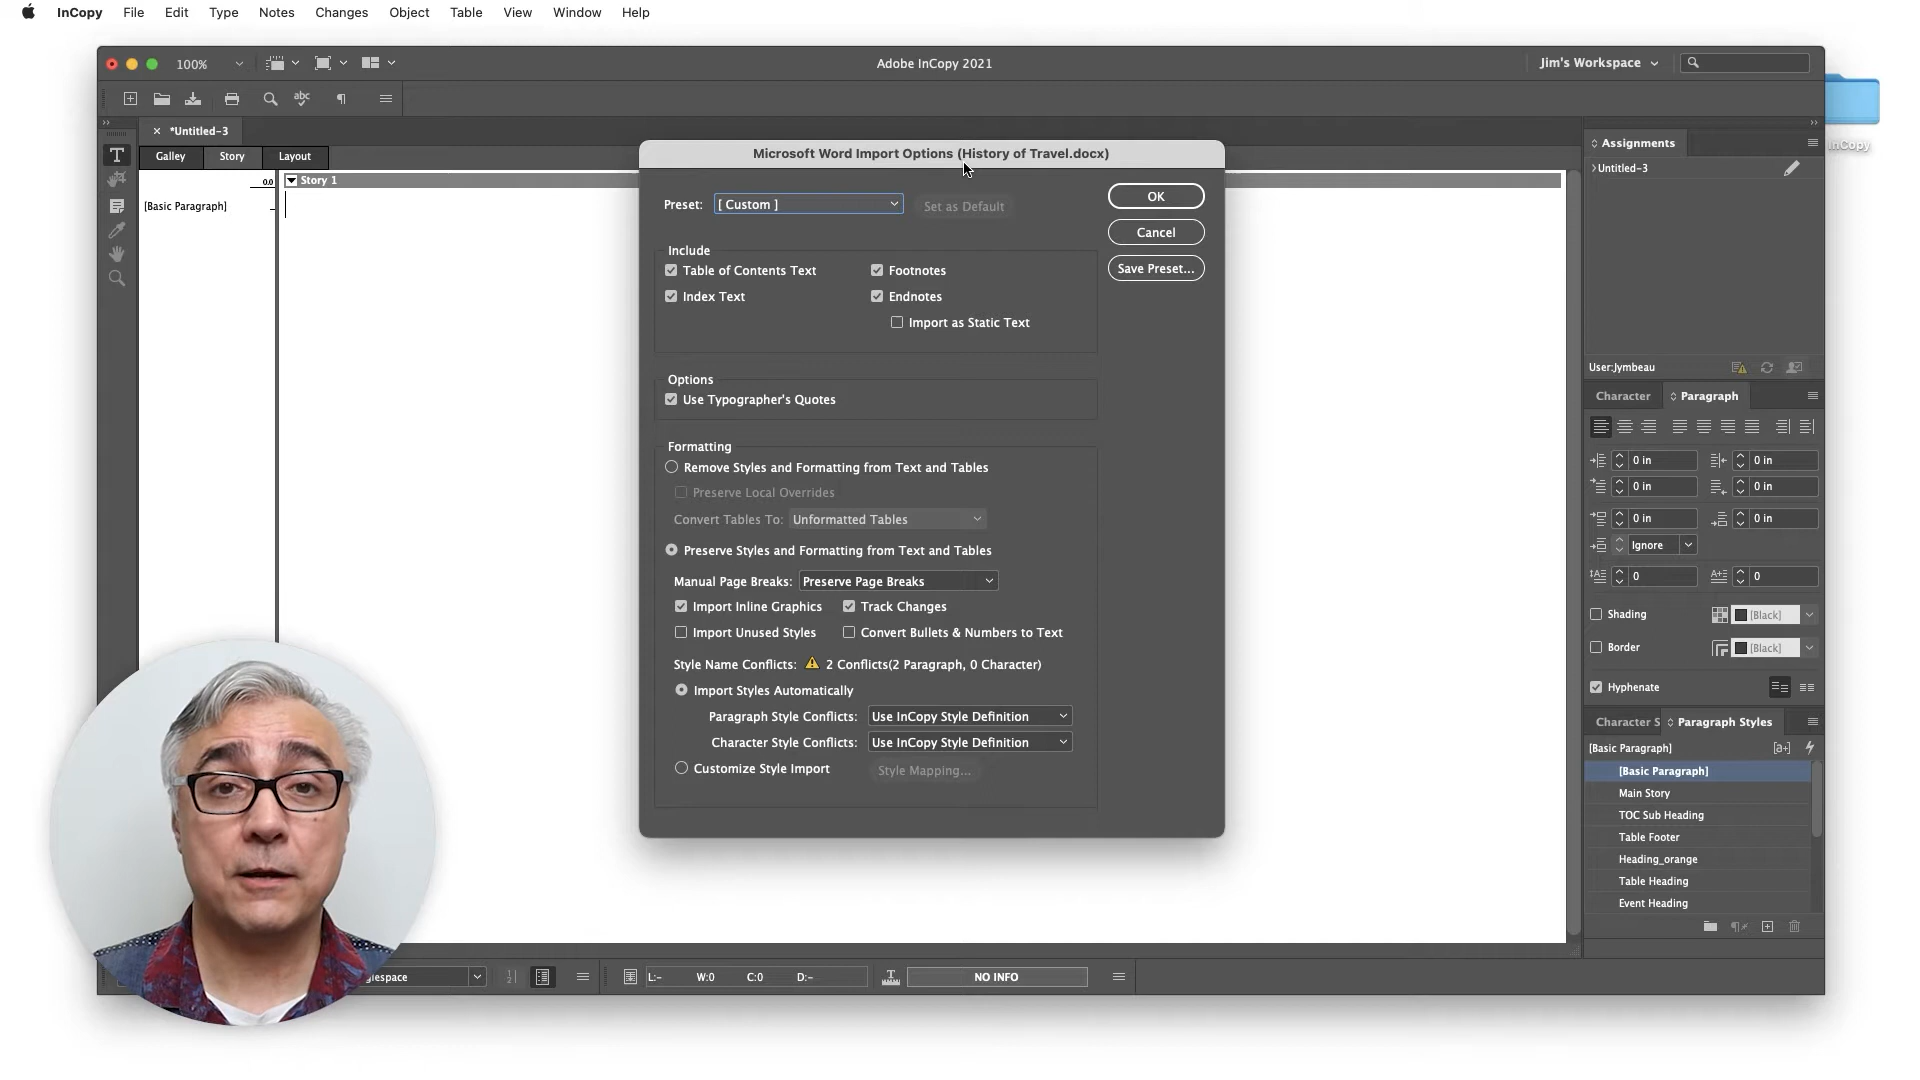 InCopy File Edit Type Notes Changes Object Table View Window Help
100% Adobe InCopy 2021 Jim's Workspace
abc
*Untitled-3
Galley Story Layout
0.0 Story 1
[Basic Paragraph]
Microsoft Word Import Options (History of Travel.docx)
Preset: [ Custom ] Set as Default OK
Cancel
Save Preset...
Include
Table of Contents Text Footnotes
Index Text Endnotes
Import as Static Text
Options
Use Typographer's Quotes
Formatting
Remove Styles and Formatting from Text and Tables
Preserve Local Overrides
Convert Tables To: Unformatted Tables
Preserve Styles and Formatting from Text and Tables
Manual Page Breaks: Preserve Page Breaks
Import Inline Graphics Track Changes
Import Unused Styles Convert Bullets & Numbers to Text
Style Name Conflicts: 2 Conflicts(2 Paragraph, 0 Character)
Import Styles Automatically
Paragraph Style Conflicts: Use InCopy Style Definition
Character Style Conflicts: Use InCopy Style Definition
Customize Style Import Style Mapping...
Assignments
InCopy
Untitled-3
User:Jymbeau
Character Paragraph
0 in 0 in
0 in 0 in
0 in 0 in
Ignore
0 0
Shading [Black]
Border [Black]
Hyphenate
Character S Paragraph Styles
[Basic Paragraph] [a+]
[Basic Paragraph]
Main Story
TOC Sub Heading
Table Footer
Heading_orange
Table Heading
Event Heading
glespace L:– W:0 C:0 D:– NO INFO